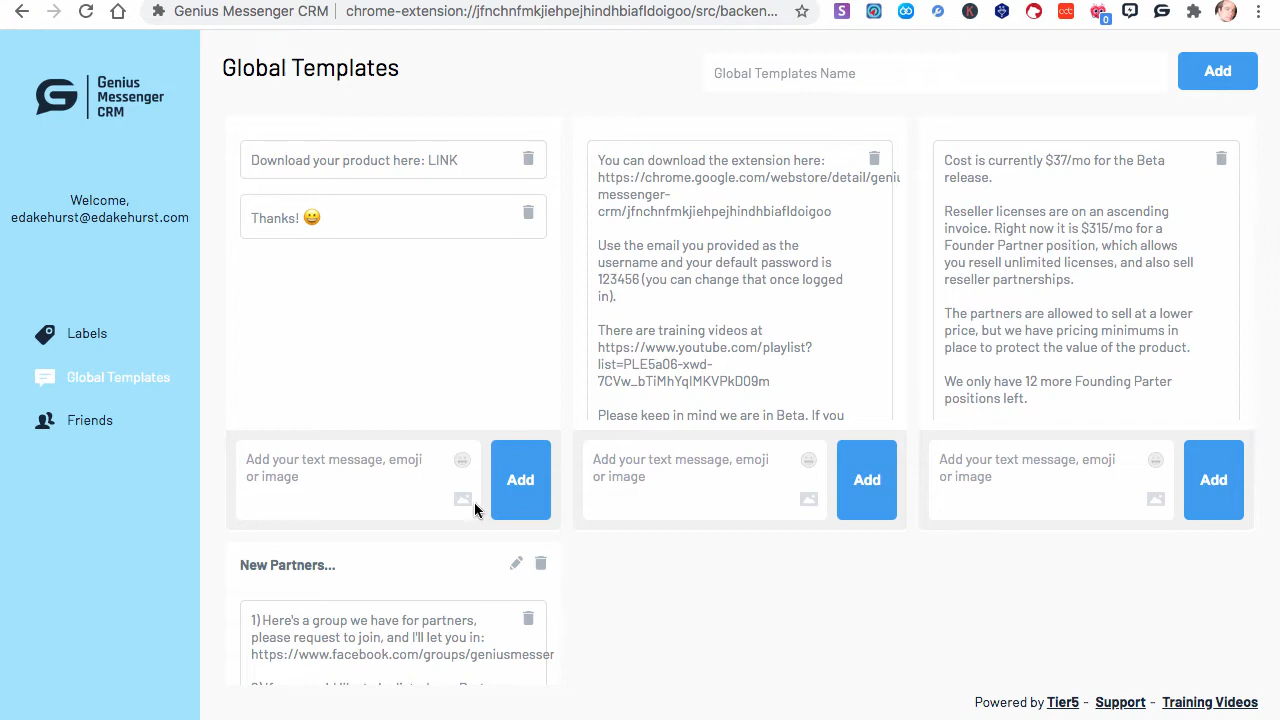 Genius Messenger CRM
chrome-extension://jfnchnfmkjiehpejhindhbiafldoigoo/src/backen...
0
Genius
Messenger
CRM
Welcome,
edakehurst@edakehurst.com
Labels
Global Templates
Friends
Global Templates
Global Templates Name
Add
Download your product here: LINK
Thanks! 😀
Add your text message, emoji
or image
Add
You can download the extension here:
https://chrome.google.com/webstore/detail/geniu
messenger-
crm/jfnchnfmkjiehpejhindhbiafldoigoo
Use the email you provided as the
username and your default password is
123456 (you can change that once logged
in).
There are training videos at
https://www.youtube.com/playlist?
list=PLE5a06-xwd-
7CVw_bTiMhYqIMKVPkD09m
Please keep in mind we are in Beta. If you
Add your text message, emoji
or image
Add
Cost is currently $37/mo for the Beta
release.
Reseller licenses are on an ascending
invoice. Right now it is $315/mo for a
Founder Partner position, which allows
you resell unlimited licenses, and also sell
reseller partnerships.
The partners are allowed to sell at a lower
price, but we have pricing minimums in
place to protect the value of the product.
We only have 12 more Founding Parter
positions left.
Add your text message, emoji
or image
Add
New Partners...
1) Here's a group we have for partners,
please request to join, and I'll let you in:
https://www.facebook.com/groups/geniusmesser
Powered by Tier5 - Support - Training Videos